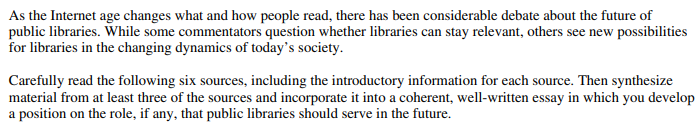 As the Internet age changes what and how people read, there has been considerable debate about the future of
public libraries. While some commentators question whether libraries can stay relevant, others see new possibilities
for libraries in the changing dynamics of today’s society.
Carefully read the following six sources, including the introductory information for each source. Then synthesize
material from at least three of the sources and incorporate it into a coherent, well-written essay in which you develop
a position on the role, if any, that public libraries should serve in the future.